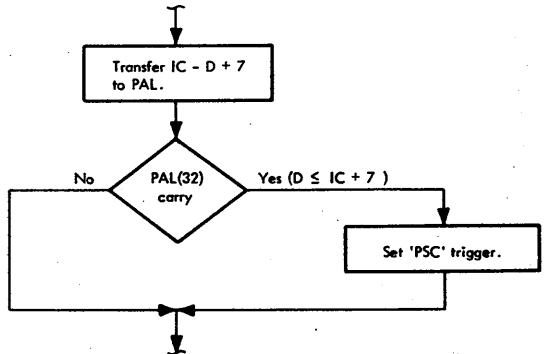 Transfer IC - D + 7
to PAL.
No
PAL(32)
carry
Yes (D ≤ IC + 7 )
Set 'PSC' trigger.